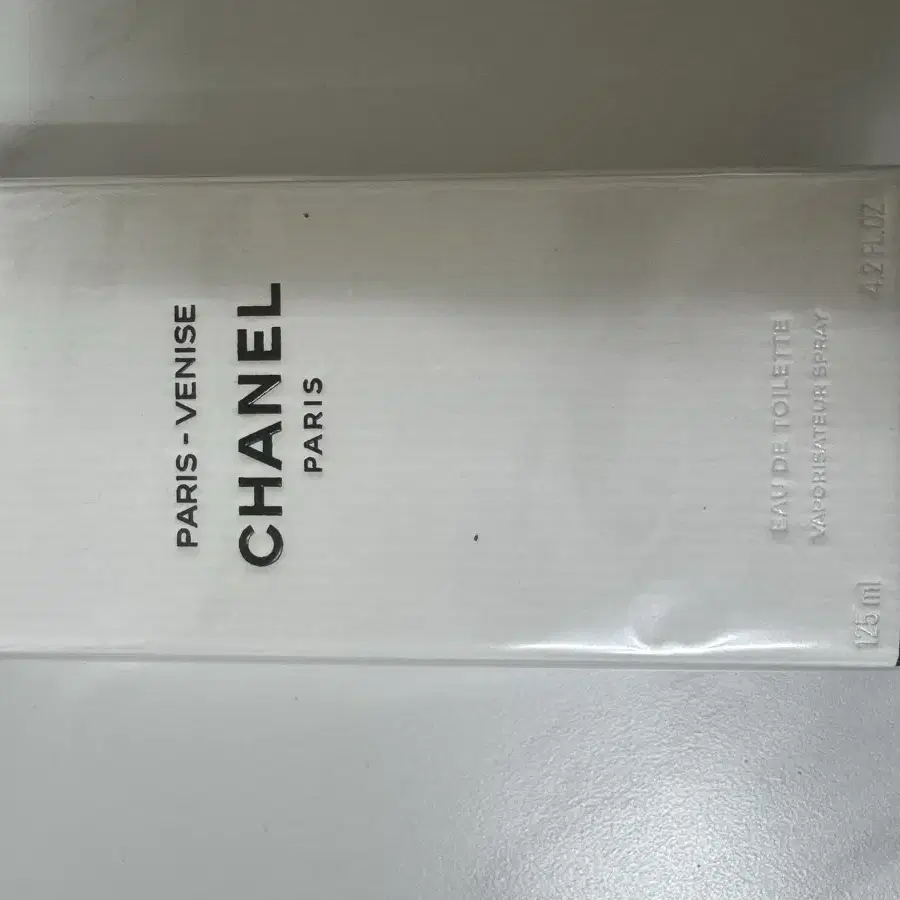 PARIS - VENISE
CHANEL
PARIS
EAU DE TOILETTE
VAPORISATEUR SPRAY
125 ml 4.2 FL.OZ